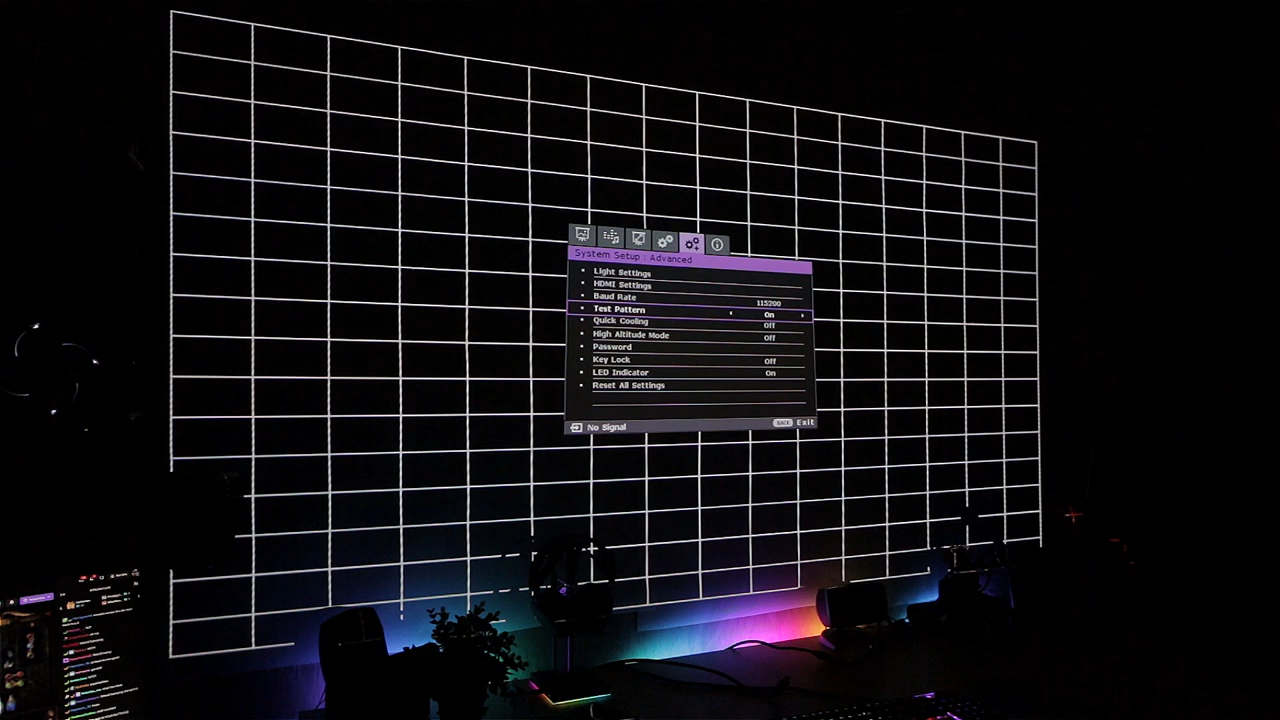 System Setup : Advanced
Light Settings
HDMI Settings
Baud Rate 115200
Test Pattern On
Quick Cooling Off
High Altitude Mode Off
Password
Key Lock Off
LED Indicator On
Reset All Settings
No Signal BACK Exit